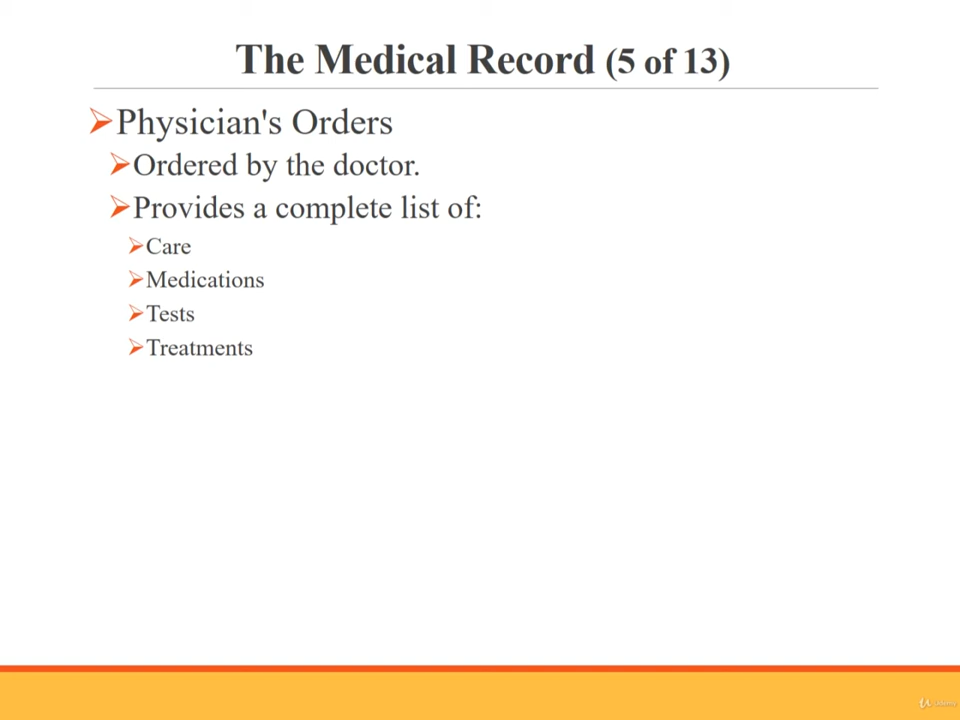 The Medical Record (5 of 13)
Physician's Orders
Ordered by the doctor.
Provides a complete list of:
Care
Medications
Tests
Treatments
Udemy